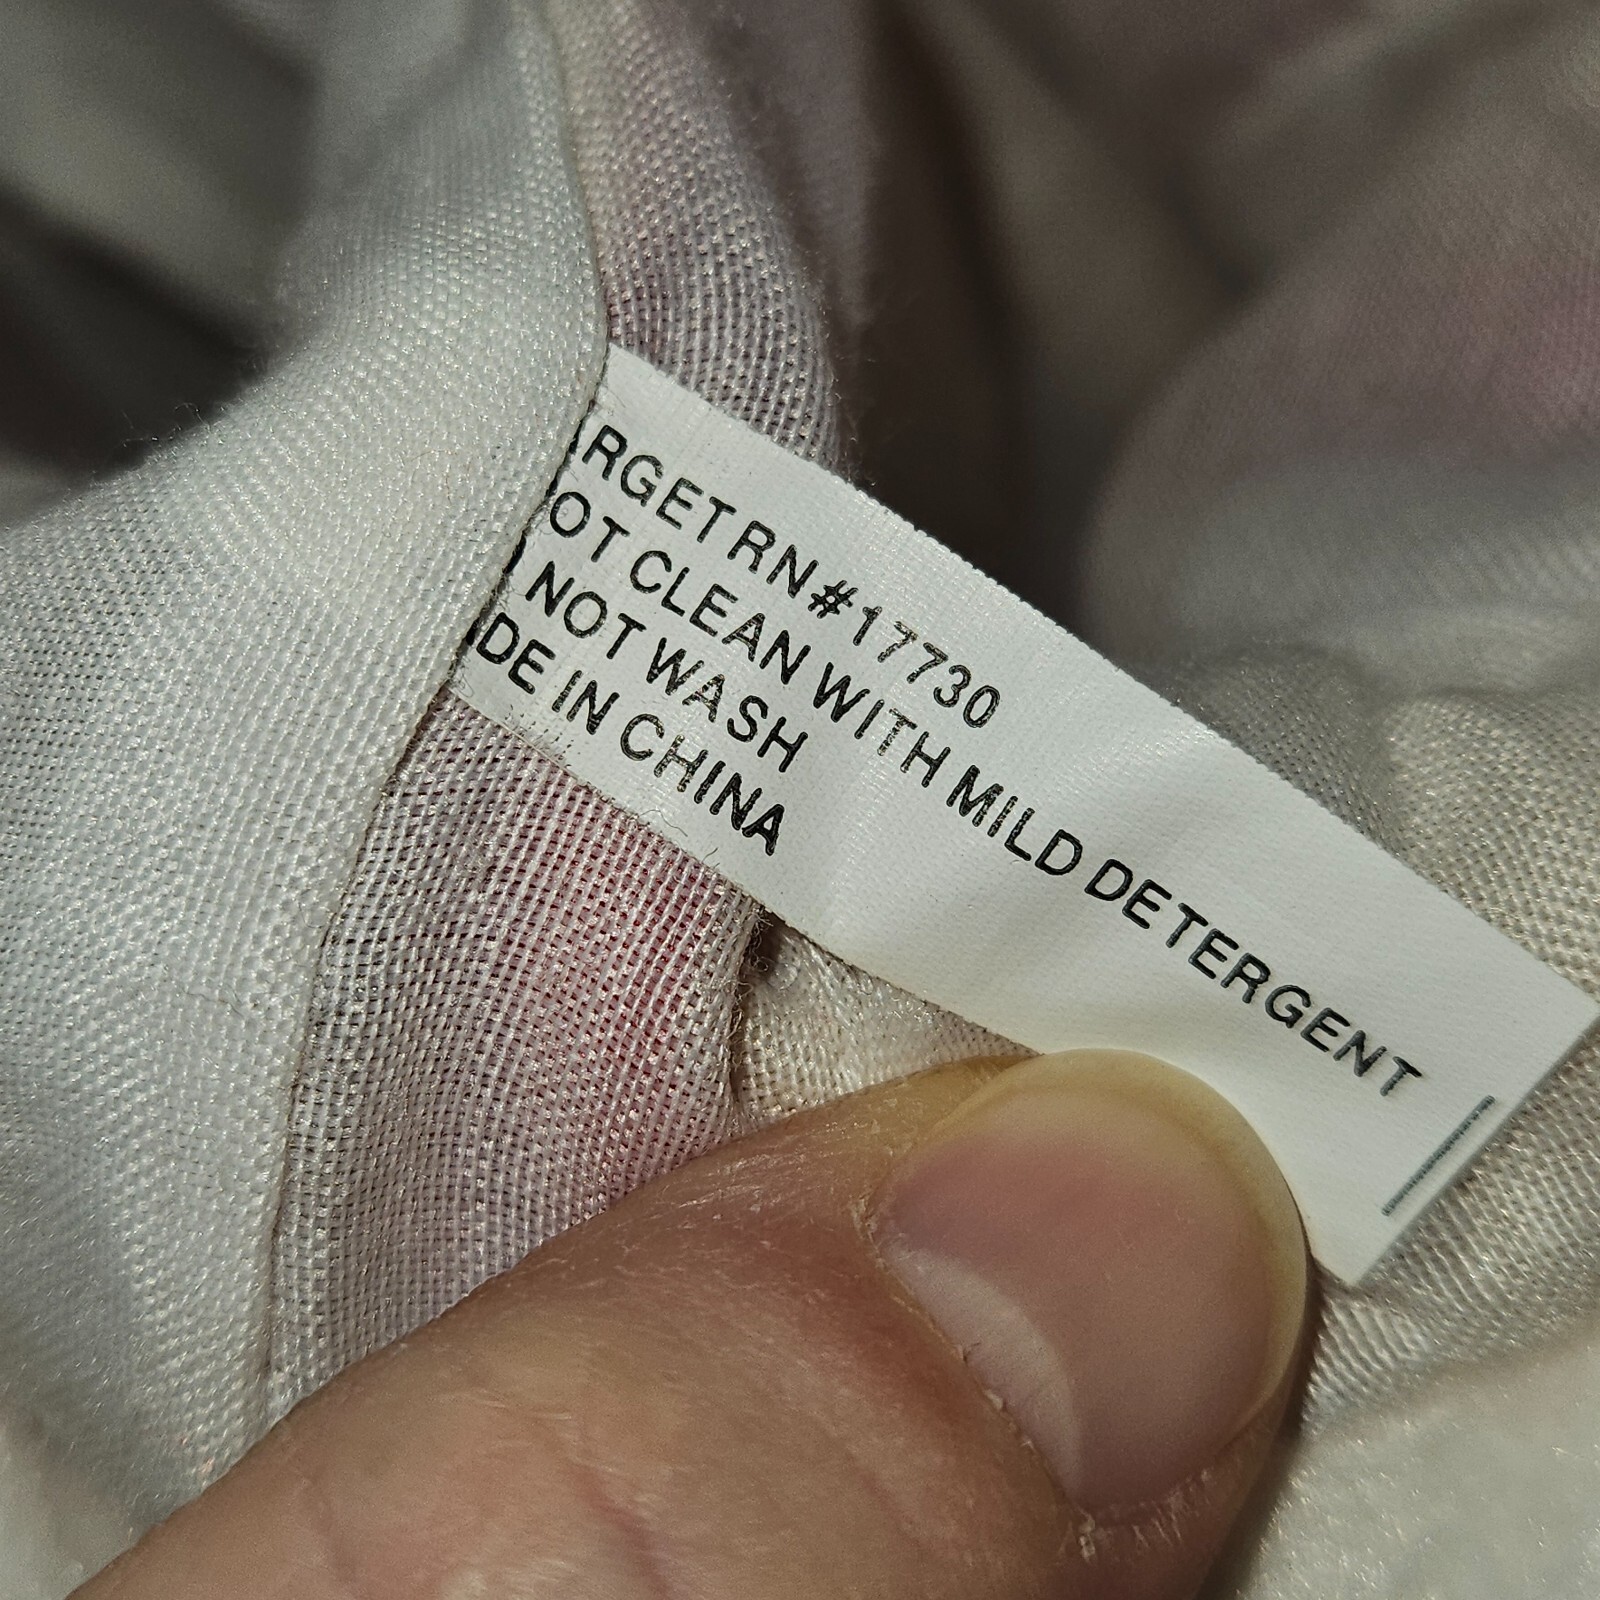 RGET RN#17730
OT CLEAN WITH MILD DETERGENT
NOT WASH
DE IN CHINA